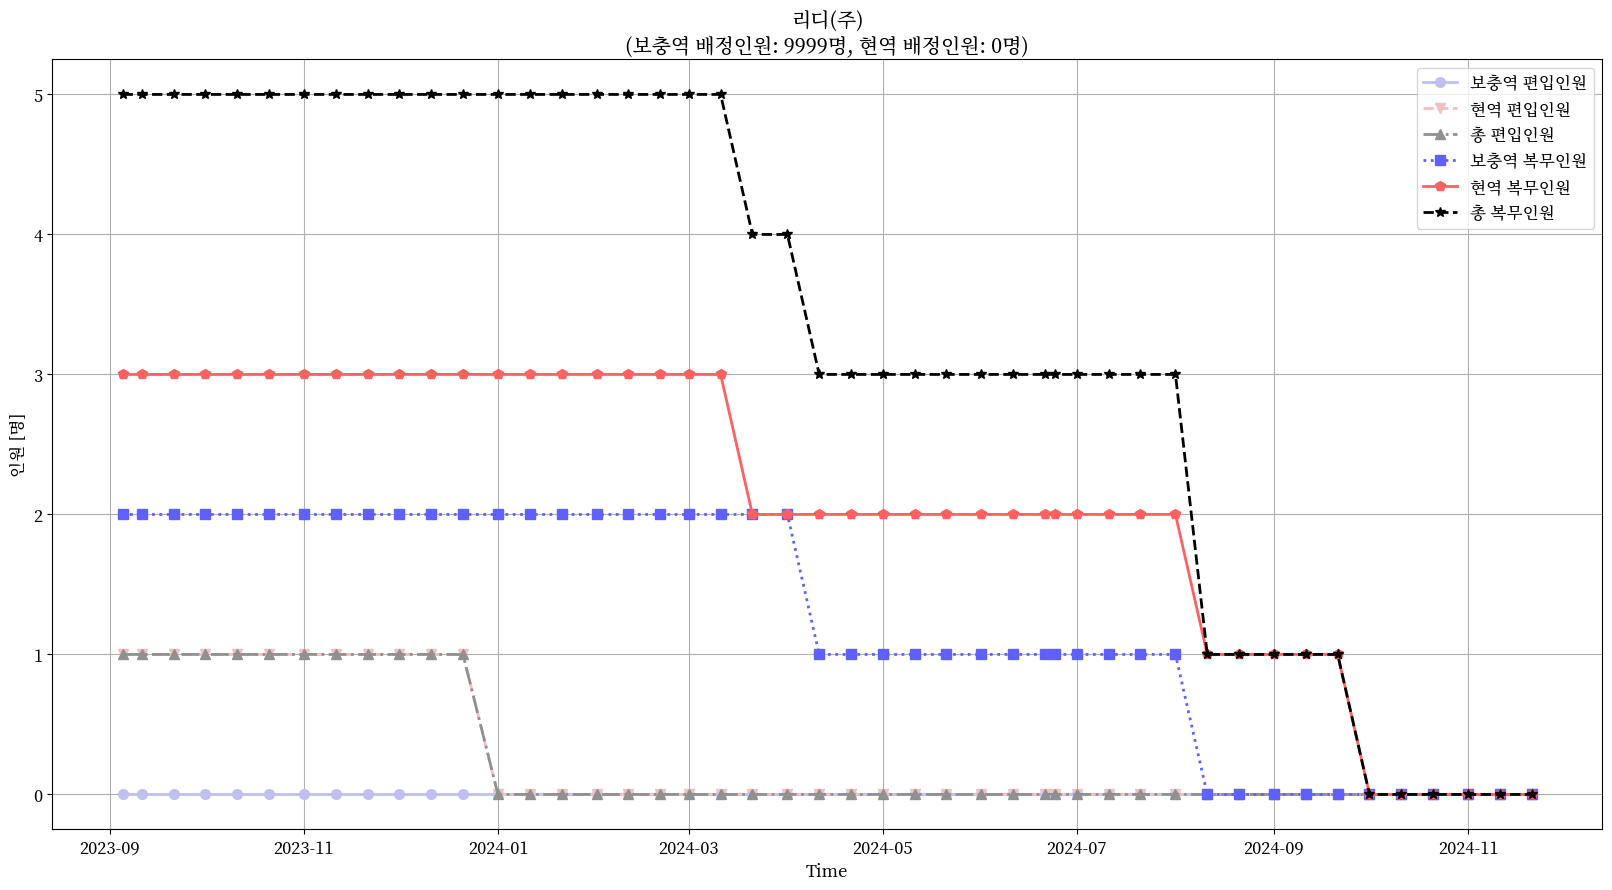 리디(주)
(보충역 배정인원: 9999명, 현역 배정인원: 0명)
보충역 편입인원
현역 편입인원
총 편입인원
보충역 복무인원
현역 복무인원
총 복무인원
인원 [명]
5
4
3
2
1
0
2023-09 2023-11 2024-01 2024-03 2024-05 2024-07 2024-09 2024-11
Time